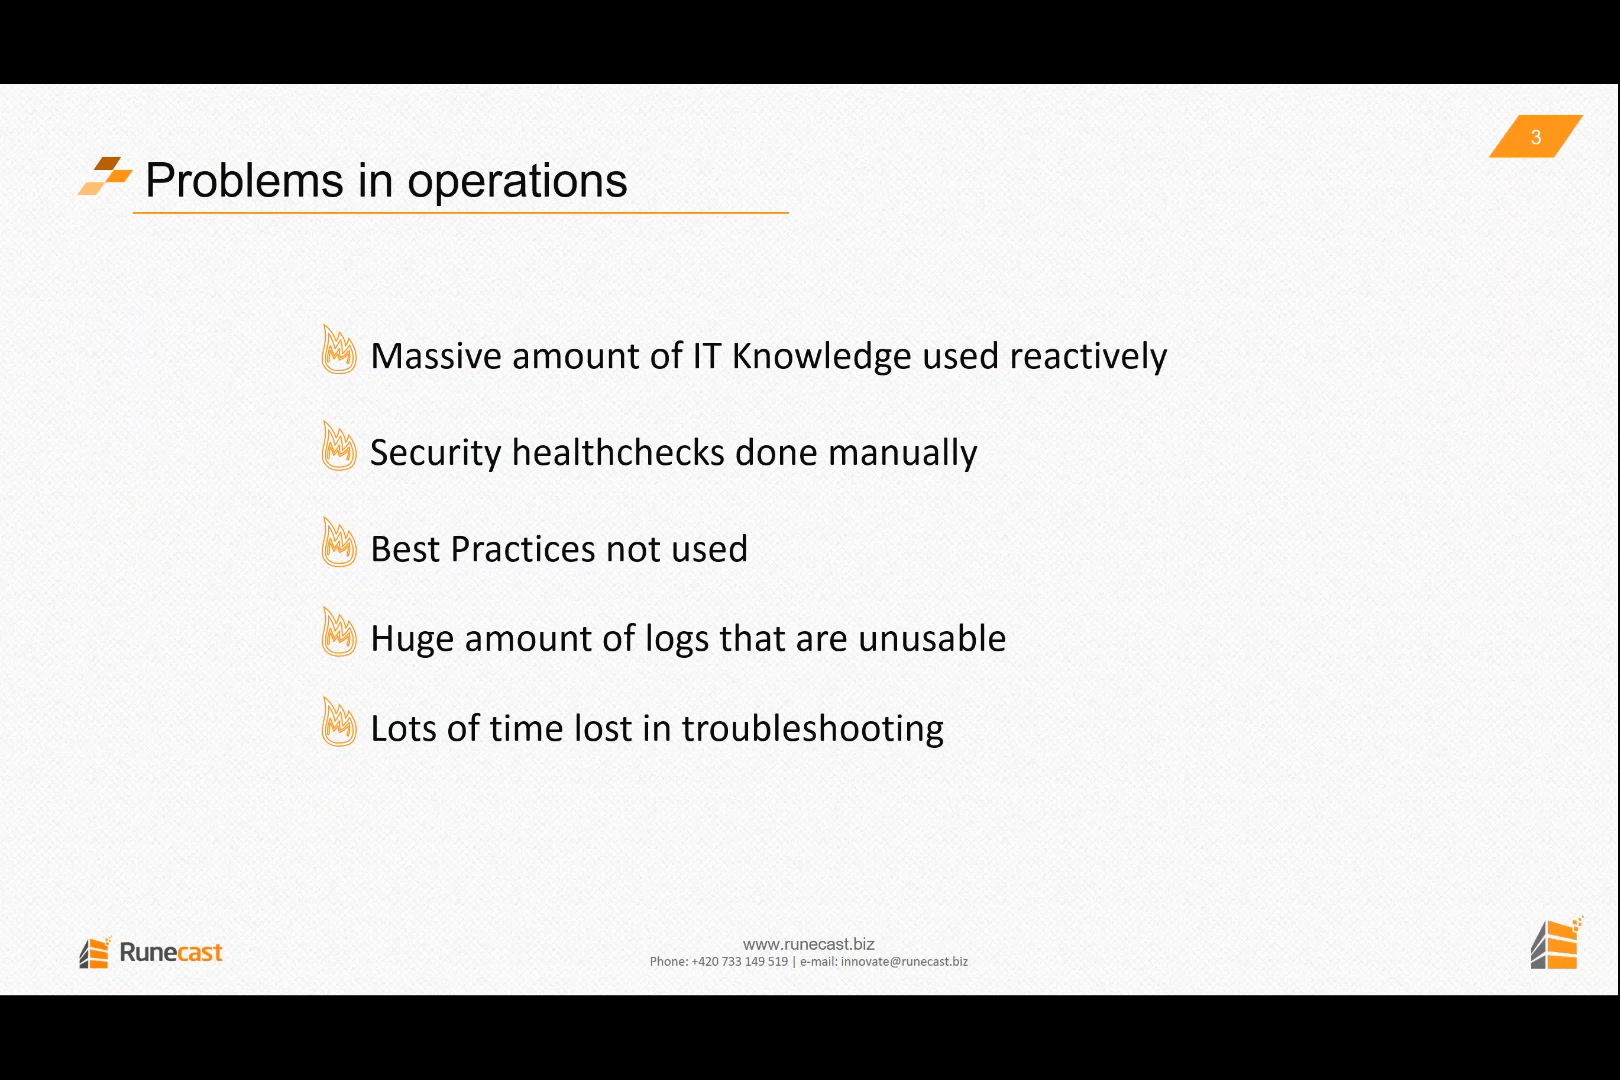 3
Problems in operations
Massive amount of IT Knowledge used reactively
Security healthchecks done manually
Best Practices not used
Huge amount of logs that are unusable
Lots of time lost in troubleshooting
Runecast
www.runecast.biz
Phone: +420 733 149 519 | e-mail: innovate@runecast.biz